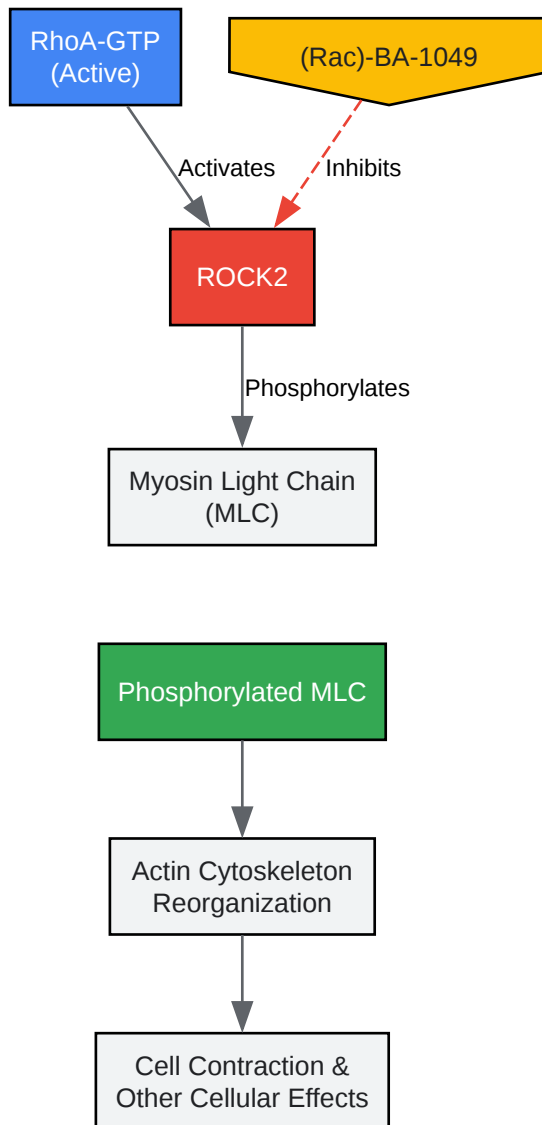 RhoA-GTP
(Active)
(Rac)-BA-1049
Activates
Inhibits
ROCK2
Phosphorylates
Myosin Light Chain
(MLC)
Phosphorylated MLC
Actin Cytoskeleton
Reorganization
Cell Contraction &
Other Cellular Effects